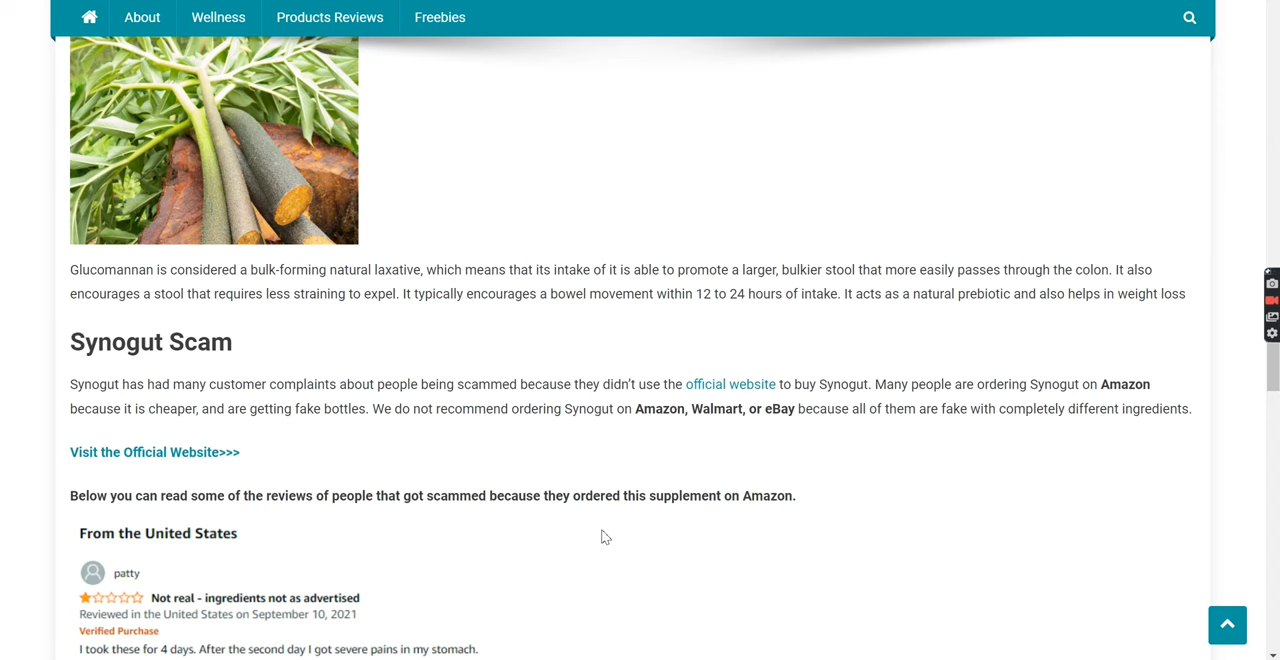 About Wellness Products Reviews Freebies
Glucomannan is considered a bulk-forming natural laxative, which means that its intake of it is able to promote a larger, bulkier stool that more easily passes through the colon. It also
encourages a stool that requires less straining to expel. It typically encourages a bowel movement within 12 to 24 hours of intake. It acts as a natural prebiotic and also helps in weight loss
Synogut Scam
Synogut has had many customer complaints about people being scammed because they didn’t use the official website to buy Synogut. Many people are ordering Synogut on Amazon
because it is cheaper, and are getting fake bottles. We do not recommend ordering Synogut on Amazon, Walmart, or eBay because all of them are fake with completely different ingredients.
Visit the Official Website>>>
Below you can read some of the reviews of people that got scammed because they ordered this supplement on Amazon.
From the United States
patty
Not real - ingredients not as advertised
Reviewed in the United States on September 10, 2021
Verified Purchase
I took these for 4 days. After the second day I got severe pains in my stomach.